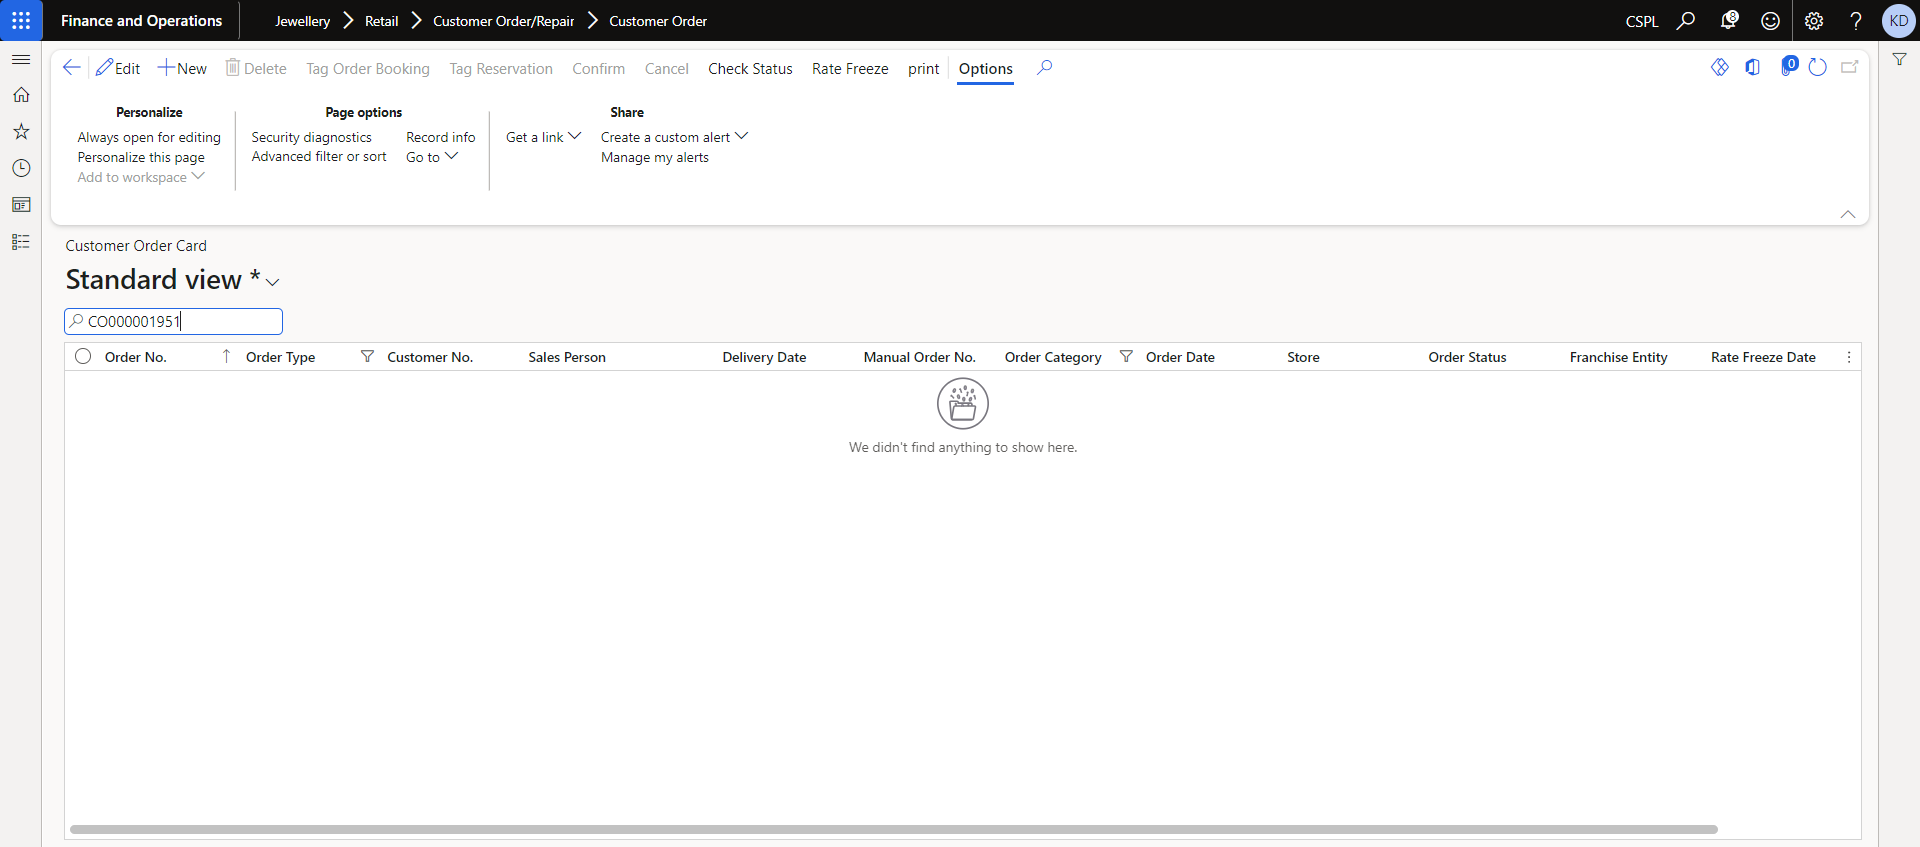 Finance and Operations
Jewellery Retail Customer Order/Repair Customer Order
CSPL 8 ? KD
Edit New Delete Tag Order Booking Tag Reservation Confirm Cancel Check Status Rate Freeze print Options 0
Personalize
Always open for editing
Personalize this page
Add to workspace
Page options
Security diagnostics Record info
Advanced filter or sort Go to
Share
Get a link Create a custom alert
Manage my alerts
Customer Order Card
Standard view *
CO000001951
Order No. Order Type Customer No. Sales Person Delivery Date Manual Order No. Order Category Order Date Store Order Status Franchise Entity Rate Freeze Date
We didn't find anything to show here.